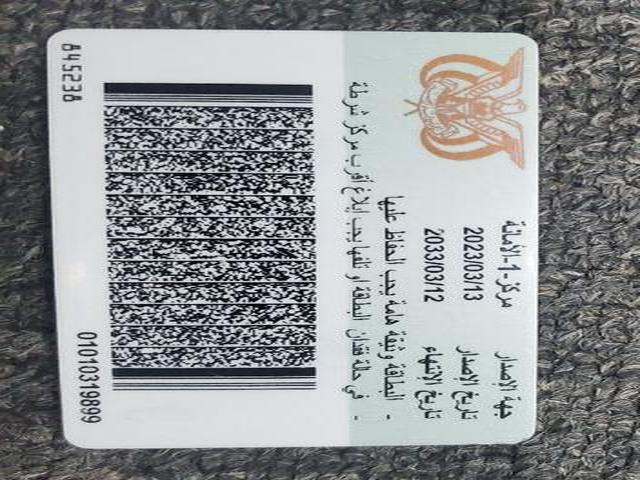 جهة الإصدار مركز-1-الأمانة
تاريخ الإصدار 2023/03/13
تاريخ الإنتهاء 2033/03/12
- البطاقة وثيقة هامة يجب الحفاظ عليها
- في حالة فقدان البطاقة او تلفها يجب إبلاغ أقرب مركز شرطة
01010319899
845238